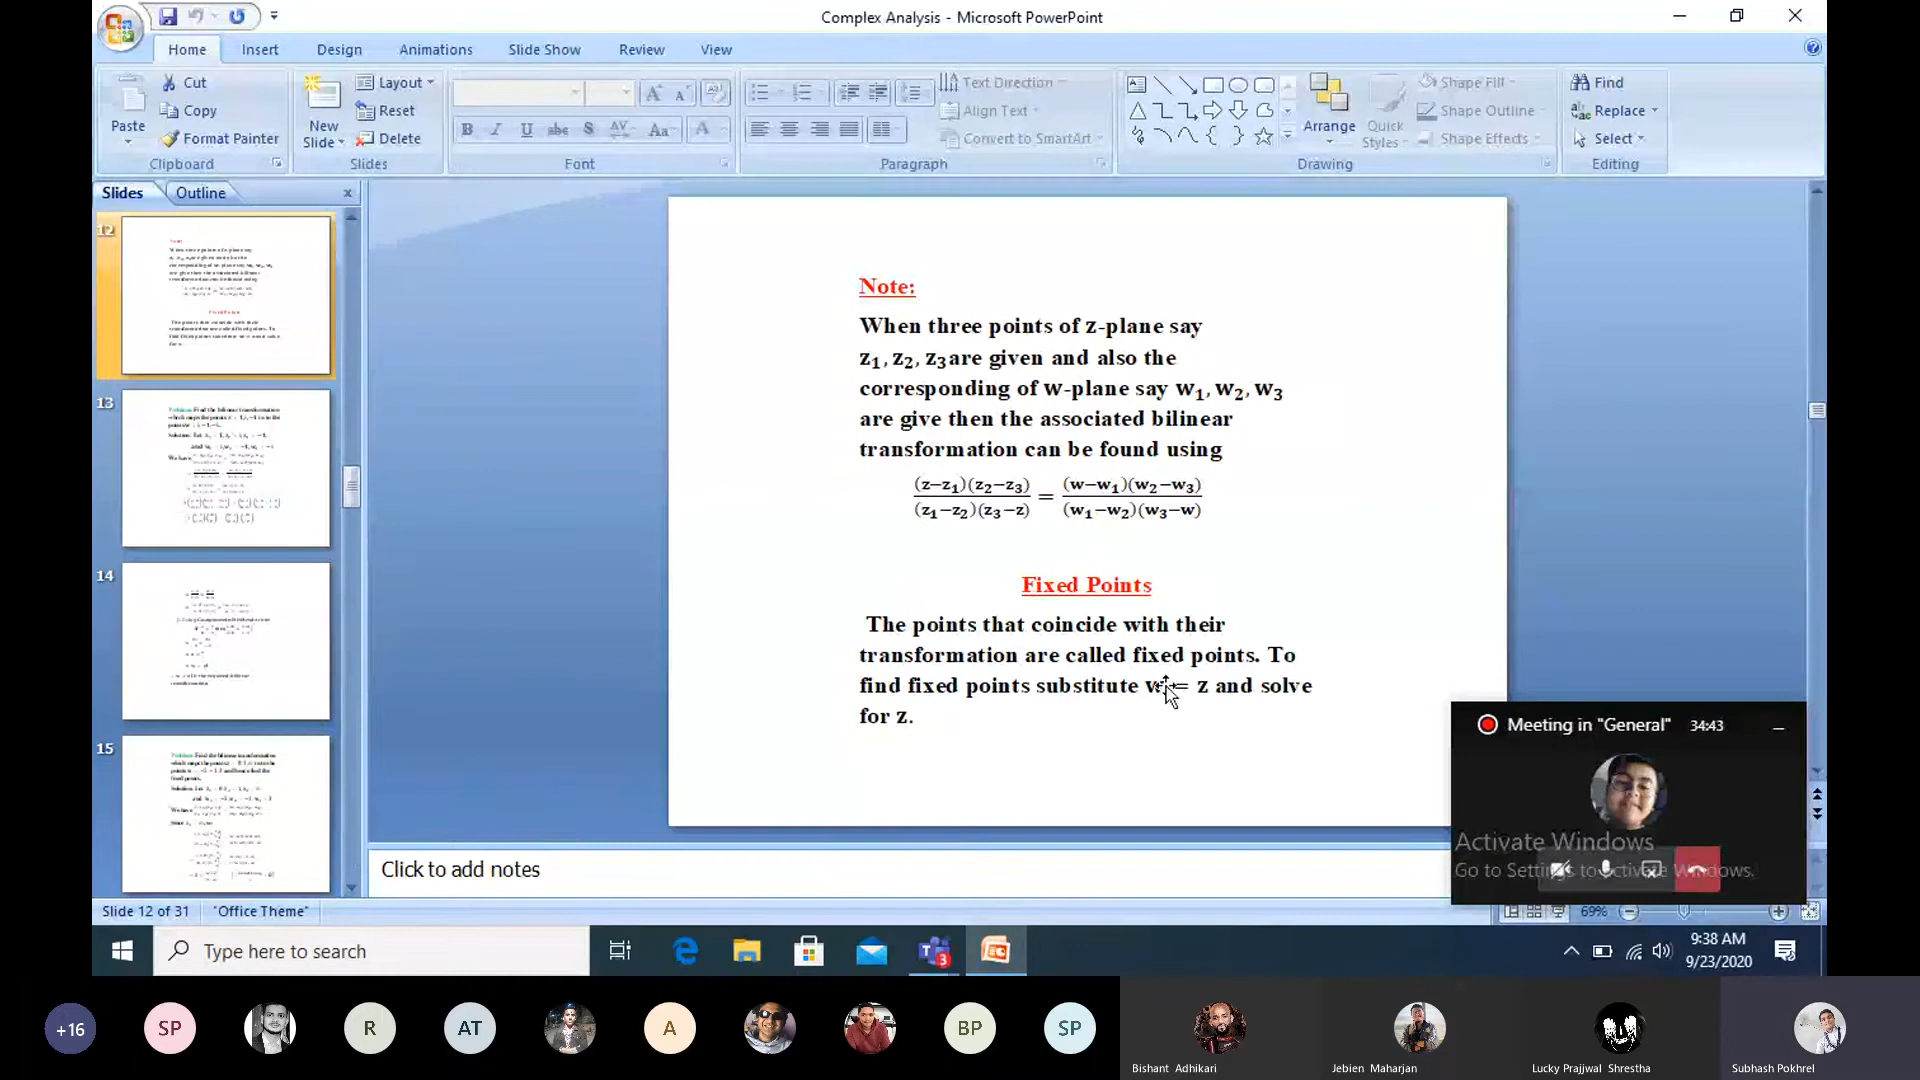 Complex Analysis - Microsoft PowerPoint
Home Insert Design Animations Slide Show Review View
Cut
Copy
Format Painter
Paste
Clipboard
Layout
Reset
Delete
New
Slide
Slides
Font
Text Direction
Align Text
Convert to SmartArt
Paragraph
Arrange
Quick
Styles
Shape Fill
Shape Outline
Shape Effects
Drawing
Find
Replace
Select
Editing
Slides Outline
12
13
14
15
Note:
When three points of z-plane say
z₁, z₂, z₃are given and also the
corresponding of w-plane say w₁, w₂, w₃
are give then the associated bilinear
transformation can be found using
(z−z₁)(z₂−z₃) / (z₁−z₂)(z₃−z) = (w−w₁)(w₂−w₃) / (w₁−w₂)(w₃−w)
Fixed Points
The points that coincide with their
transformation are called fixed points. To
find fixed points substitute w = z and solve
for z.
Meeting in "General" 34:43
Activate Windows
Go to Settings to activate Windows.
Click to add notes
Slide 12 of 31 "Office Theme" 69%
Type here to search
3
9:38 AM
9/23/2020
+16 SP R AT A BP SP
Bishant Adhikari Jebien Maharjan Lucky Prajjwal Shrestha Subhash Pokhrel